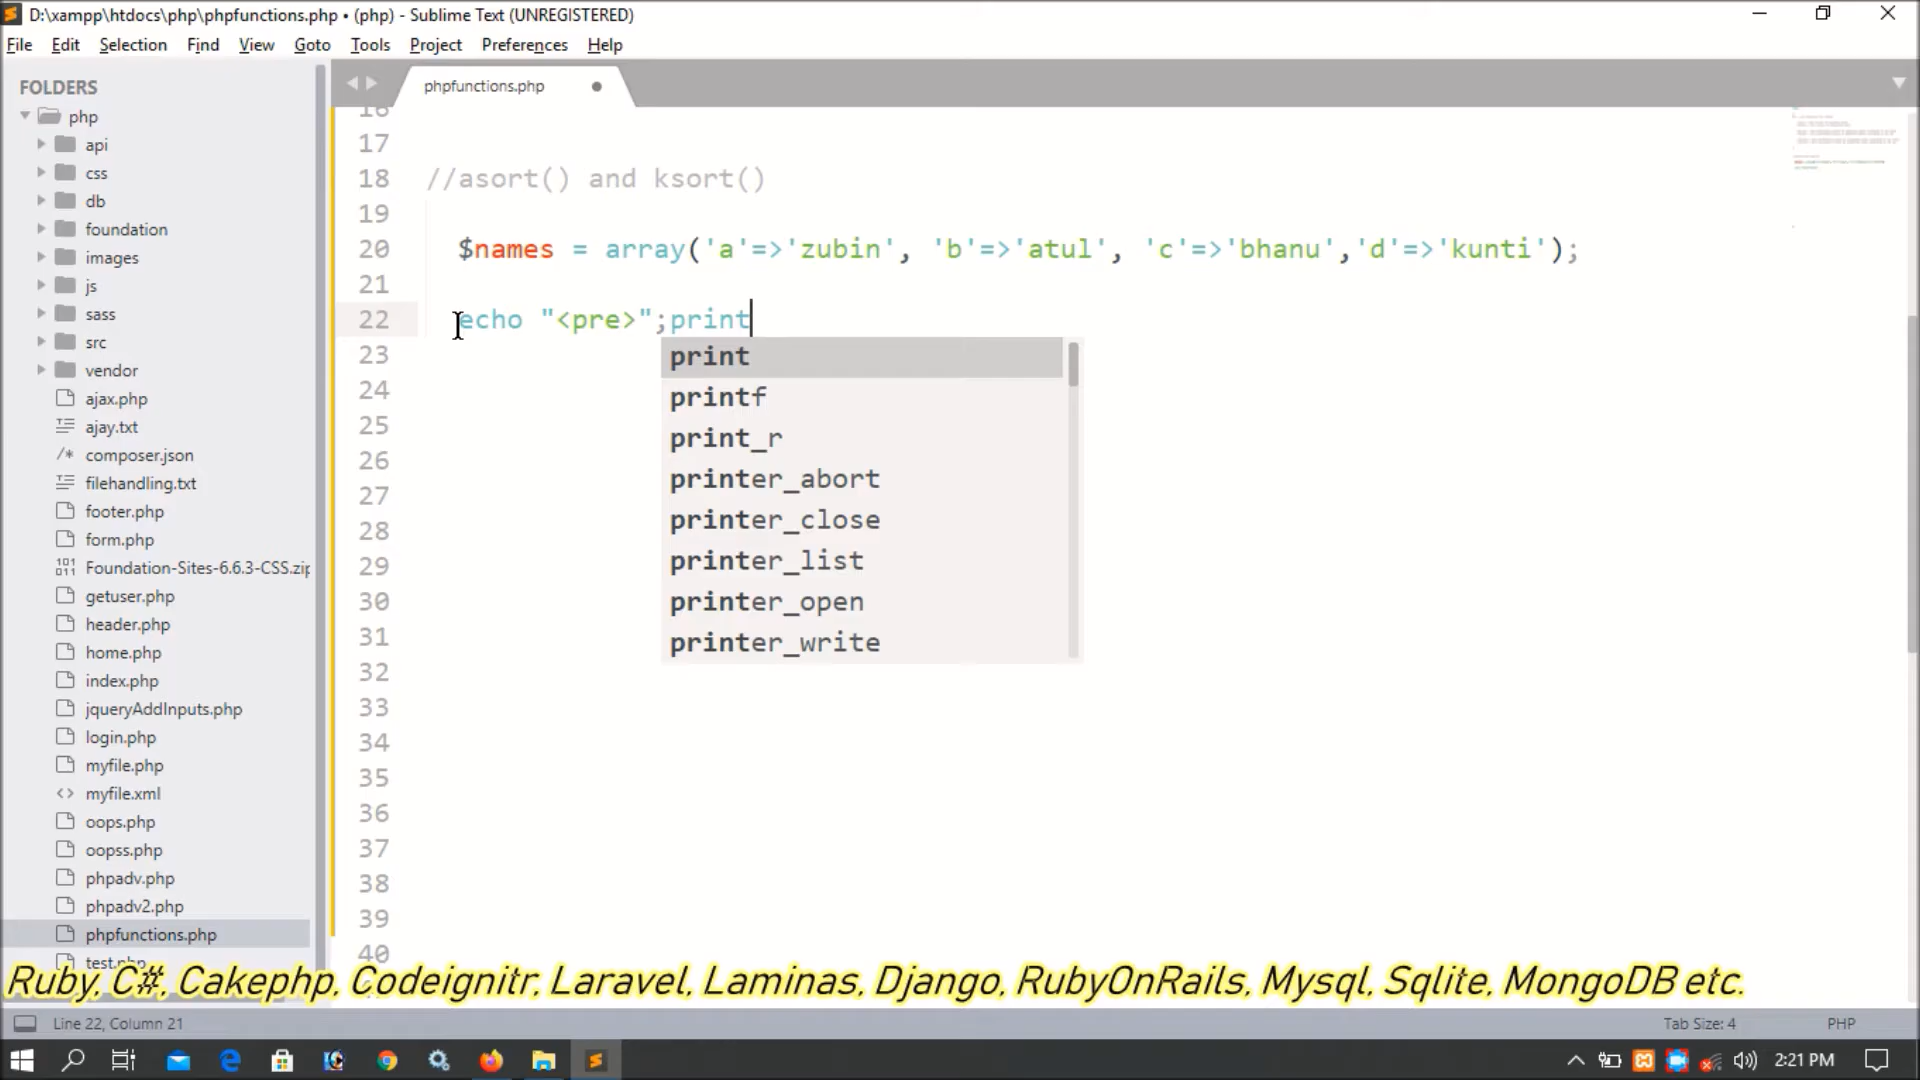 D:\xampp\htdocs\php\phpfunctions.php • (php) - Sublime Text (UNREGISTERED)
File Edit Selection Find View Goto Tools Project Preferences Help
FOLDERS
php
api
css
db
foundation
images
js
sass
src
vendor
ajax.php
ajay.txt
/* composer.json
filehandling.txt
footer.php
form.php
Foundation-Sites-6.6.3-CSS.zip
getuser.php
header.php
home.php
index.php
jqueryAddInputs.php
login.php
myfile.php
<> myfile.xml
oops.php
oopss.php
phpadv.php
phpadv2.php
phpfunctions.php
test.php
phpfunctions.php
16
17
18 //asort() and ksort()
19
20 $names = array('a'=>'zubin', 'b'=>'atul', 'c'=>'bhanu','d'=>'kunti');
21
22 echo "<pre>";print
23
24
25
26
27
28
29
30
31
32
33
34
35
36
37
38
39
40
print
printf
print_r
printer_abort
printer_close
printer_list
printer_open
printer_write
Ruby, C#, Cakephp, Codeignitr, Laravel, Laminas, Django, RubyOnRails, Mysql, Sqlite, MongoDB etc.
Line 22, Column 21 Tab Size: 4 PHP
2:21 PM